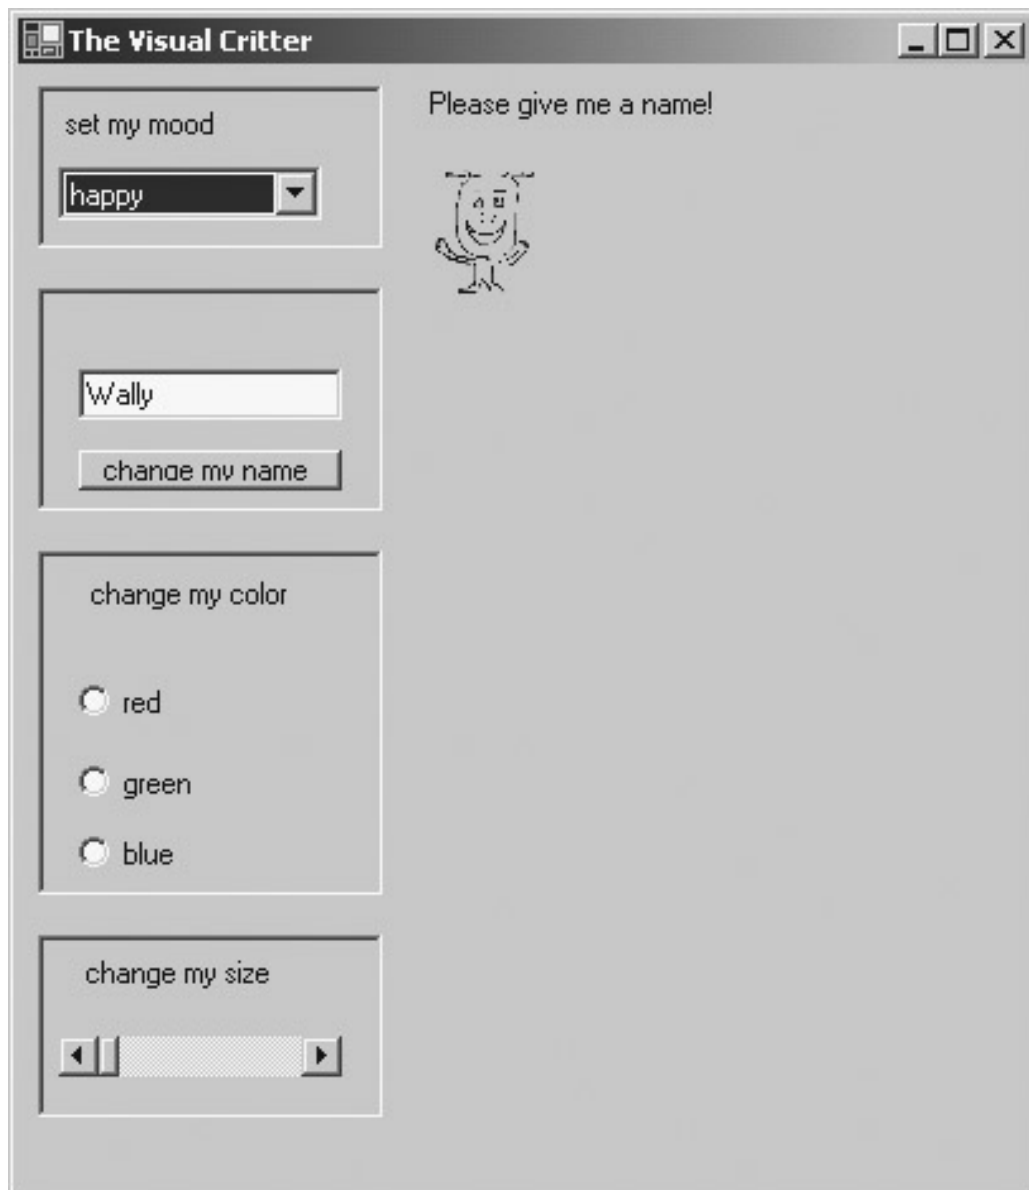 The Visual Critter
set my mood
happy
Please give me a name!
Wally
change my name
change my color
red
green
blue
change my size